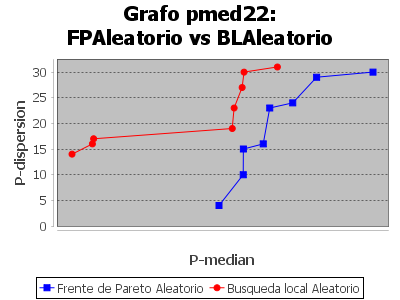 Grafo pmed22:
FPAleatorio vs BLAleatorio
P-dispersion
30
25
20
15
10
5
0
P-median
Frente de Pareto Aleatorio
Busqueda local Aleatorio